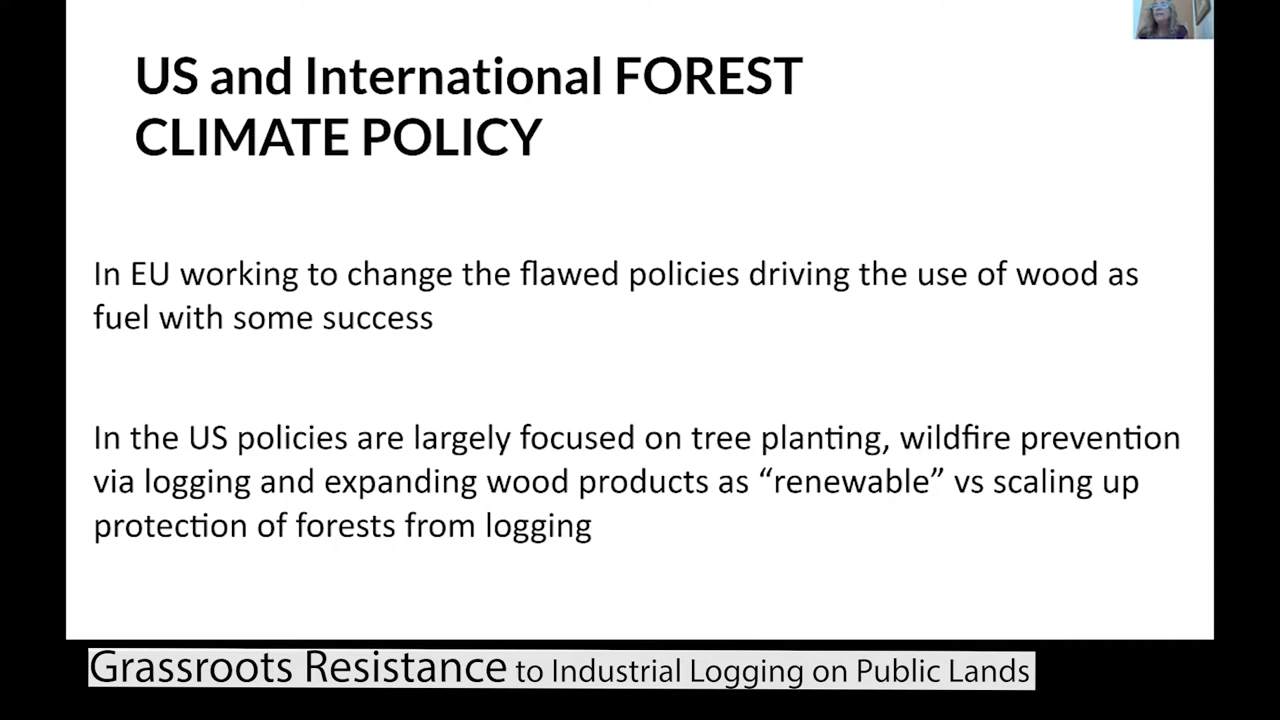 US and International FOREST
CLIMATE POLICY
In EU working to change the flawed policies driving the use of wood as
fuel with some success
In the US policies are largely focused on tree planting, wildfire prevention
via logging and expanding wood products as “renewable” vs scaling up
protection of forests from logging
Grassroots Resistance to Industrial Logging on Public Lands